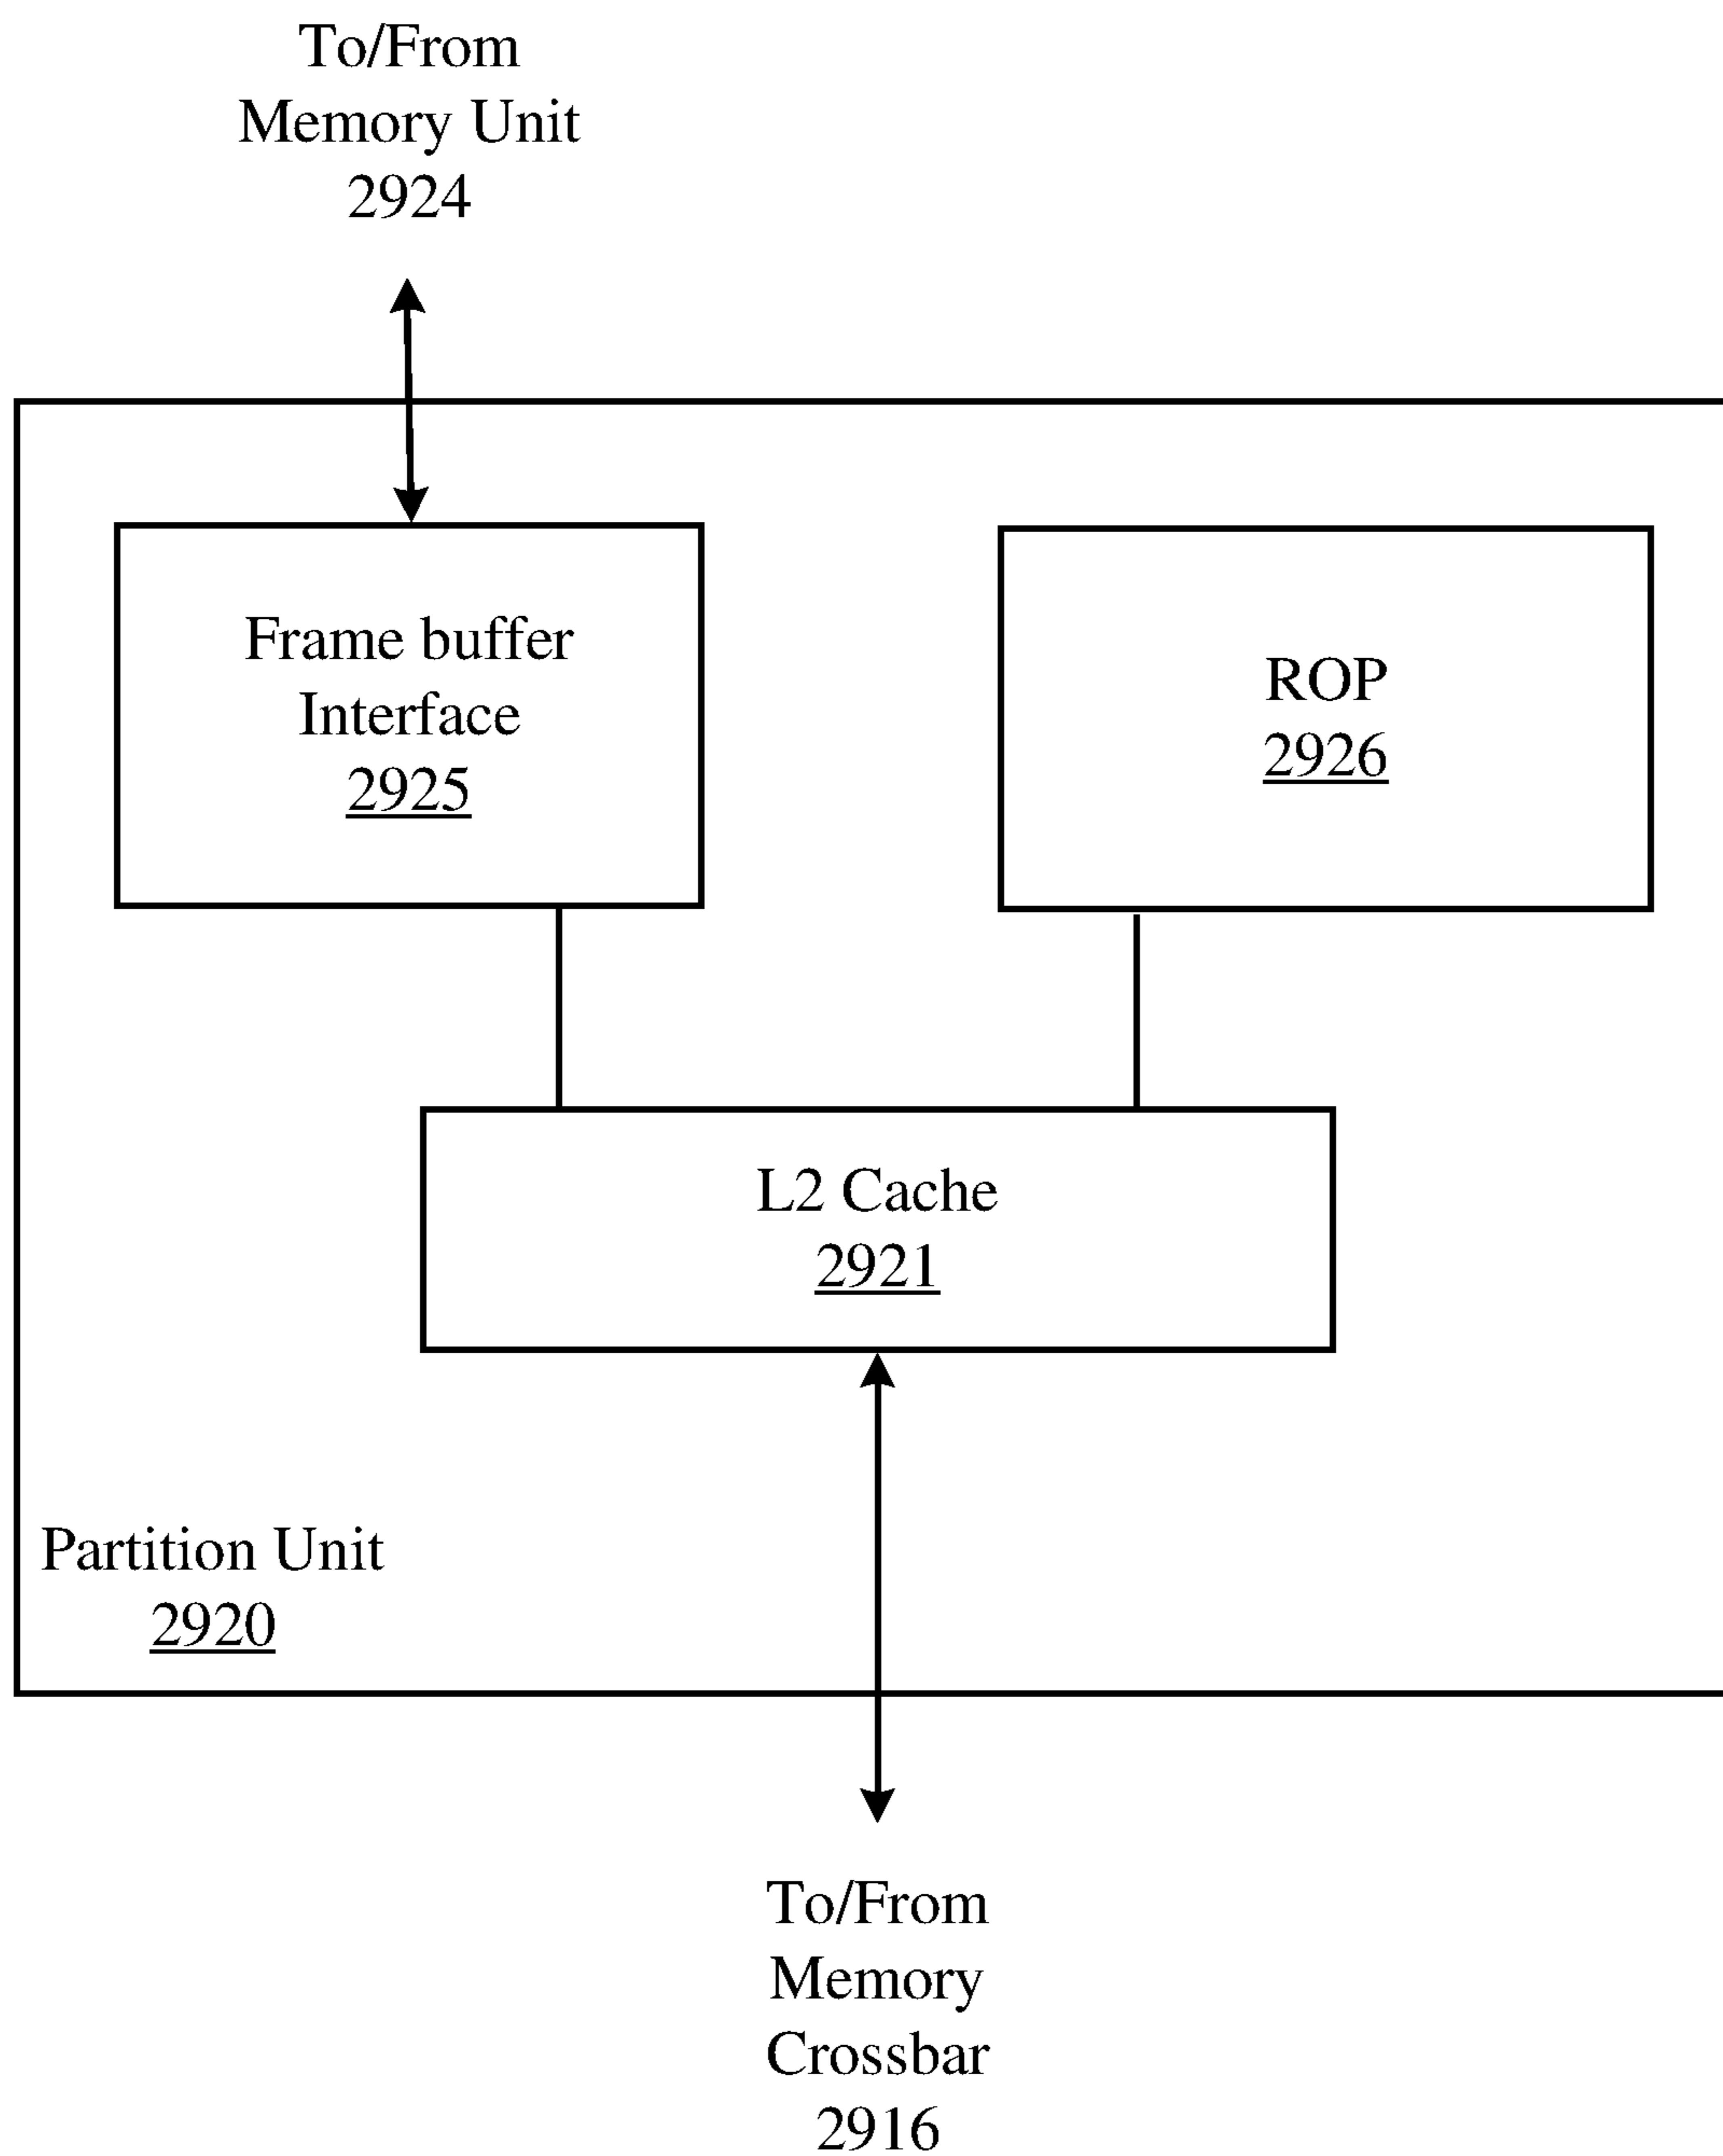 To/From
Memory Unit
2924
Frame buffer
Interface
2925
ROP
2926
L2 Cache
2921
Partition Unit
2920
To/From
Memory
Crossbar
2916